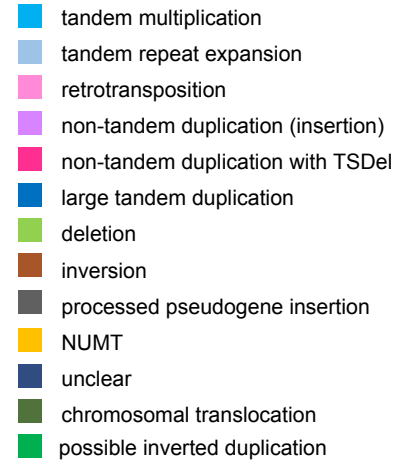 tandem multiplication
tandem repeat expansion
retrotransposition
non-tandem duplication (insertion)
non-tandem duplication with TSDel
large tandem duplication
deletion
inversion
processed pseudogene insertion
NUMT
unclear
chromosomal translocation
possible inverted duplication